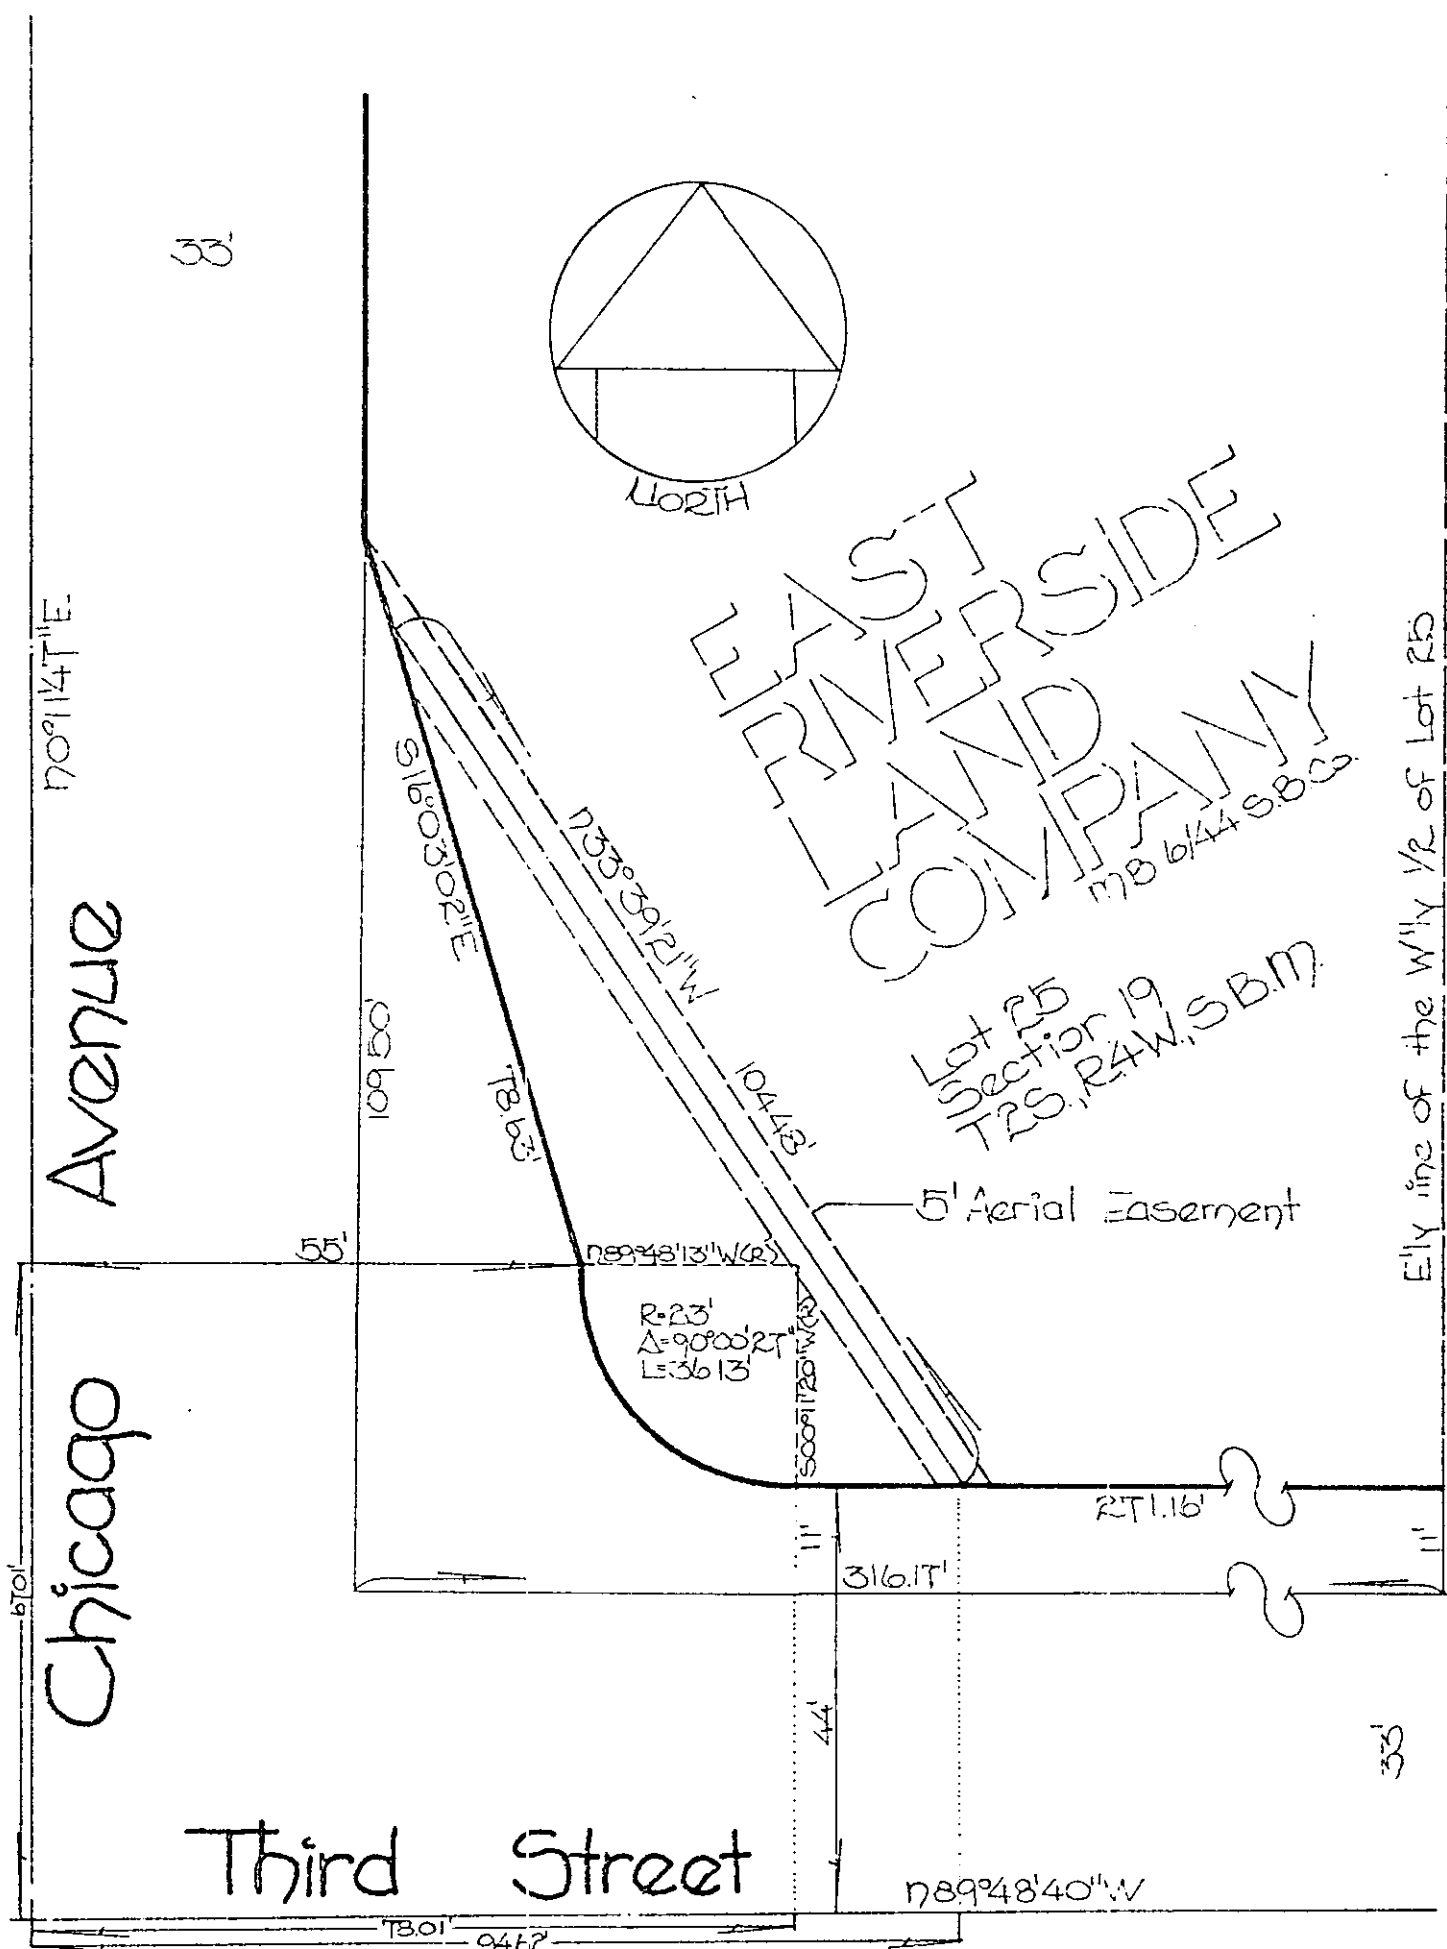 33'
NORTH
N0°11'47"E
EAST
RIVERSIDE
LAND
COMPANY
MB 6/44 S.B.Co.
Lot 25
Section 19
T2S., R4W., S.B.M.
E'ly line of the W'ly 1/2 of Lot 25
S16°03'02"E
78.63'
N33°39'21"W
104.48'
109.50'
5' Aerial Easement
Chicago Avenue
55'
N89°48'13"W(R)
R=23'
Δ=90°00'27"
L=36.13'
S00°11'20"W(R)
271.16'
11'
11'
316.17'
67.01'
44'
33'
Third Street
N89°48'40"W
78.01'